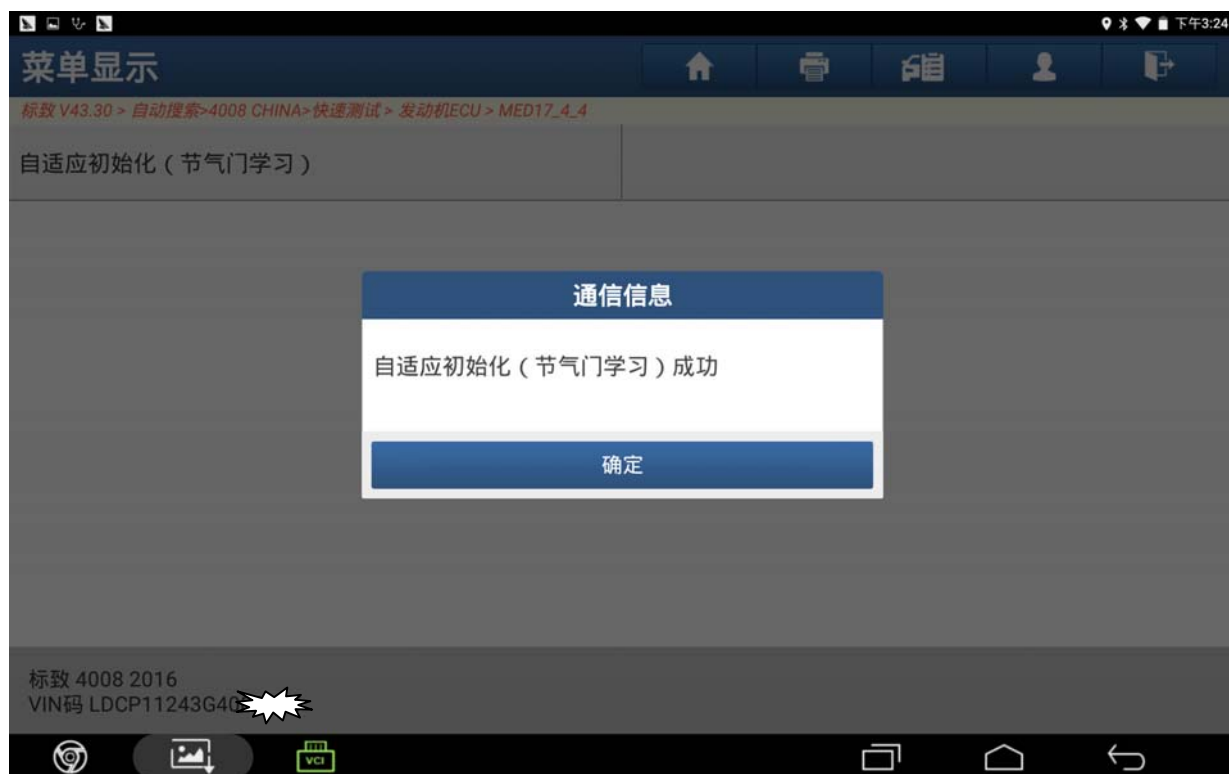 下午3:24
菜单显示
标致 V43.30 > 自动搜索>4008 CHINA>快速测试 > 发动机ECU > MED17_4_4
自适应初始化 ( 节气门学习 )
通信信息
自适应初始化 ( 节气门学习 ) 成功
确定
标致 4008 2016
VIN码 LDCP11243G40
VCI